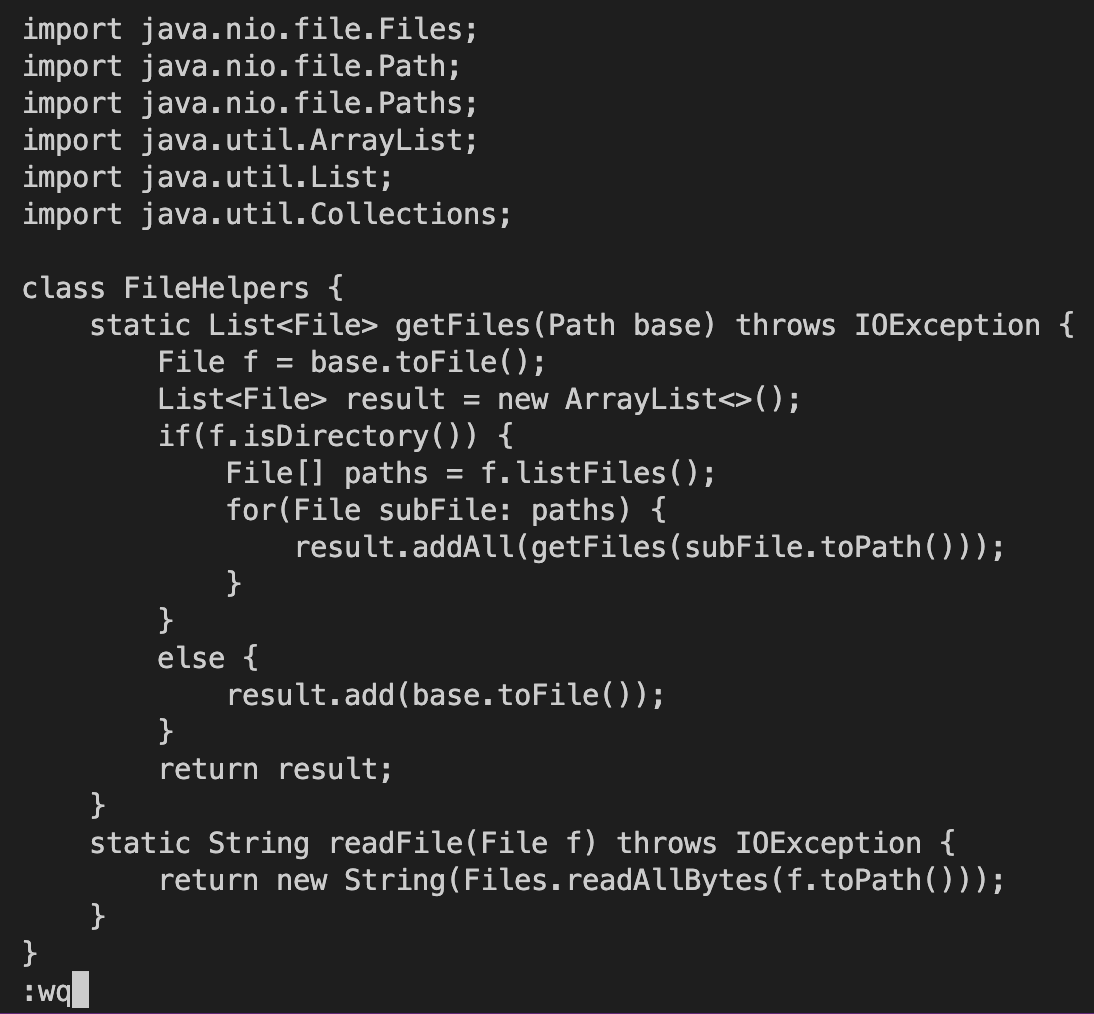 import java.nio.file.Files;
import java.nio.file.Path;
import java.nio.file.Paths;
import java.util.ArrayList;
import java.util.List;
import java.util.Collections;

class FileHelpers {
    static List<File> getFiles(Path base) throws IOException {
        File f = base.toFile();
        List<File> result = new ArrayList<>();
        if(f.isDirectory()) {
            File[] paths = f.listFiles();
            for(File subFile: paths) {
                result.addAll(getFiles(subFile.toPath()));
            }
        }
        else {
            result.add(base.toFile());
        }
        return result;
    }
    static String readFile(File f) throws IOException {
        return new String(Files.readAllBytes(f.toPath()));
    }
}
:wq